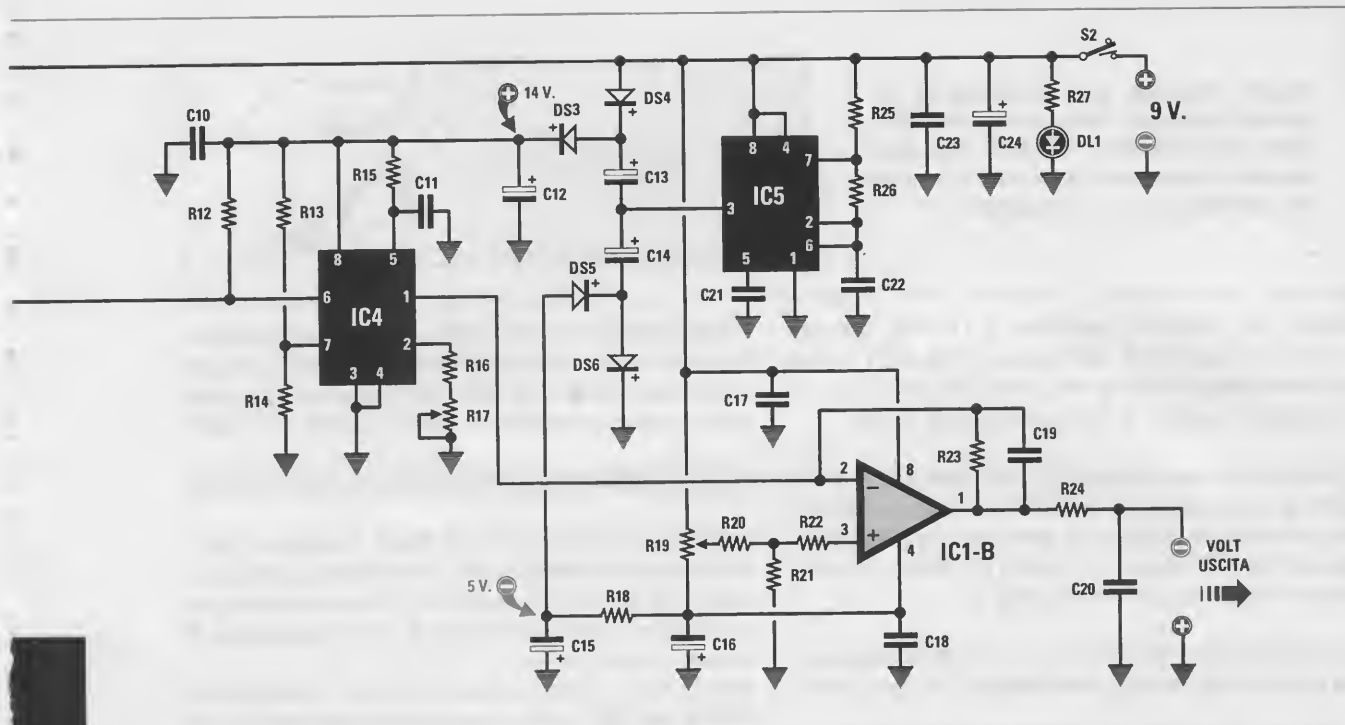 S2
C10
14 V.
DS3
DS4
R25
C23
C24
R27
9 V.
DL1
R15
C11
C12
C13
8
4
7
R12
R13
3
IC5
R26
2
6
8
5
DS5
C14
5
1
C21
C22
6
1
IC4
7
2
R16
DS6
R14
3
4
R17
C17
R23
C19
2
8
R24
1
R19
R20
R22
3
IC1-B
R21
4
VOLT
USCITA
5 V.
R18
C20
C15
C16
C18